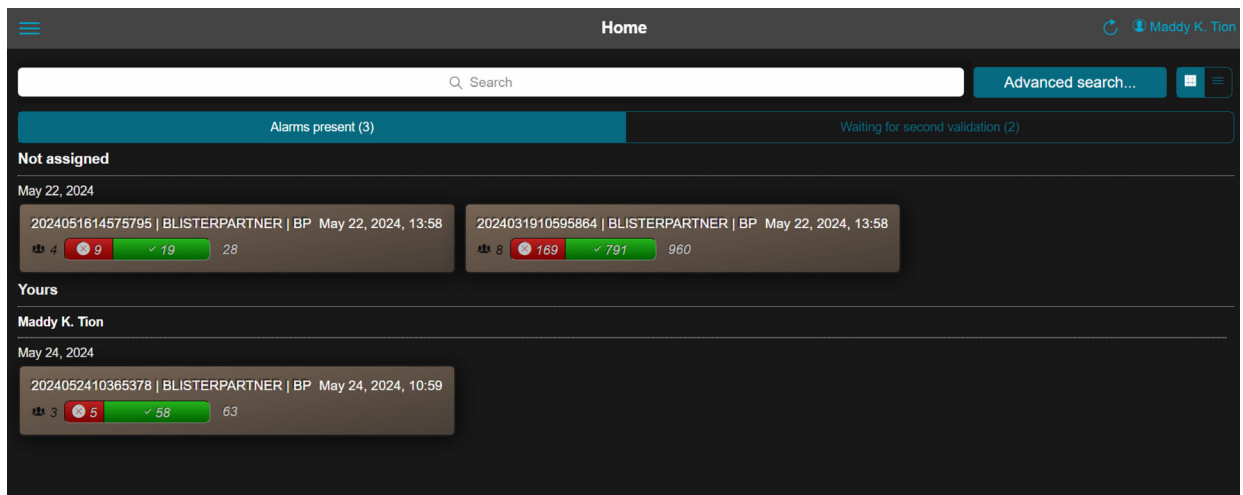 Home
Maddy K. Tion
Search
Advanced search...
Alarms present (3)
Waiting for second validation (2)
Not assigned
May 22, 2024
2024051614575795 | BLISTERPARTNER | BP May 22, 2024, 13:58
4 9 19 28
2024031910595864 | BLISTERPARTNER | BP May 22, 2024, 13:58
8 169 791 960
Yours
Maddy K. Tion
May 24, 2024
2024052410365378 | BLISTERPARTNER | BP May 24, 2024, 10:59
3 5 58 63